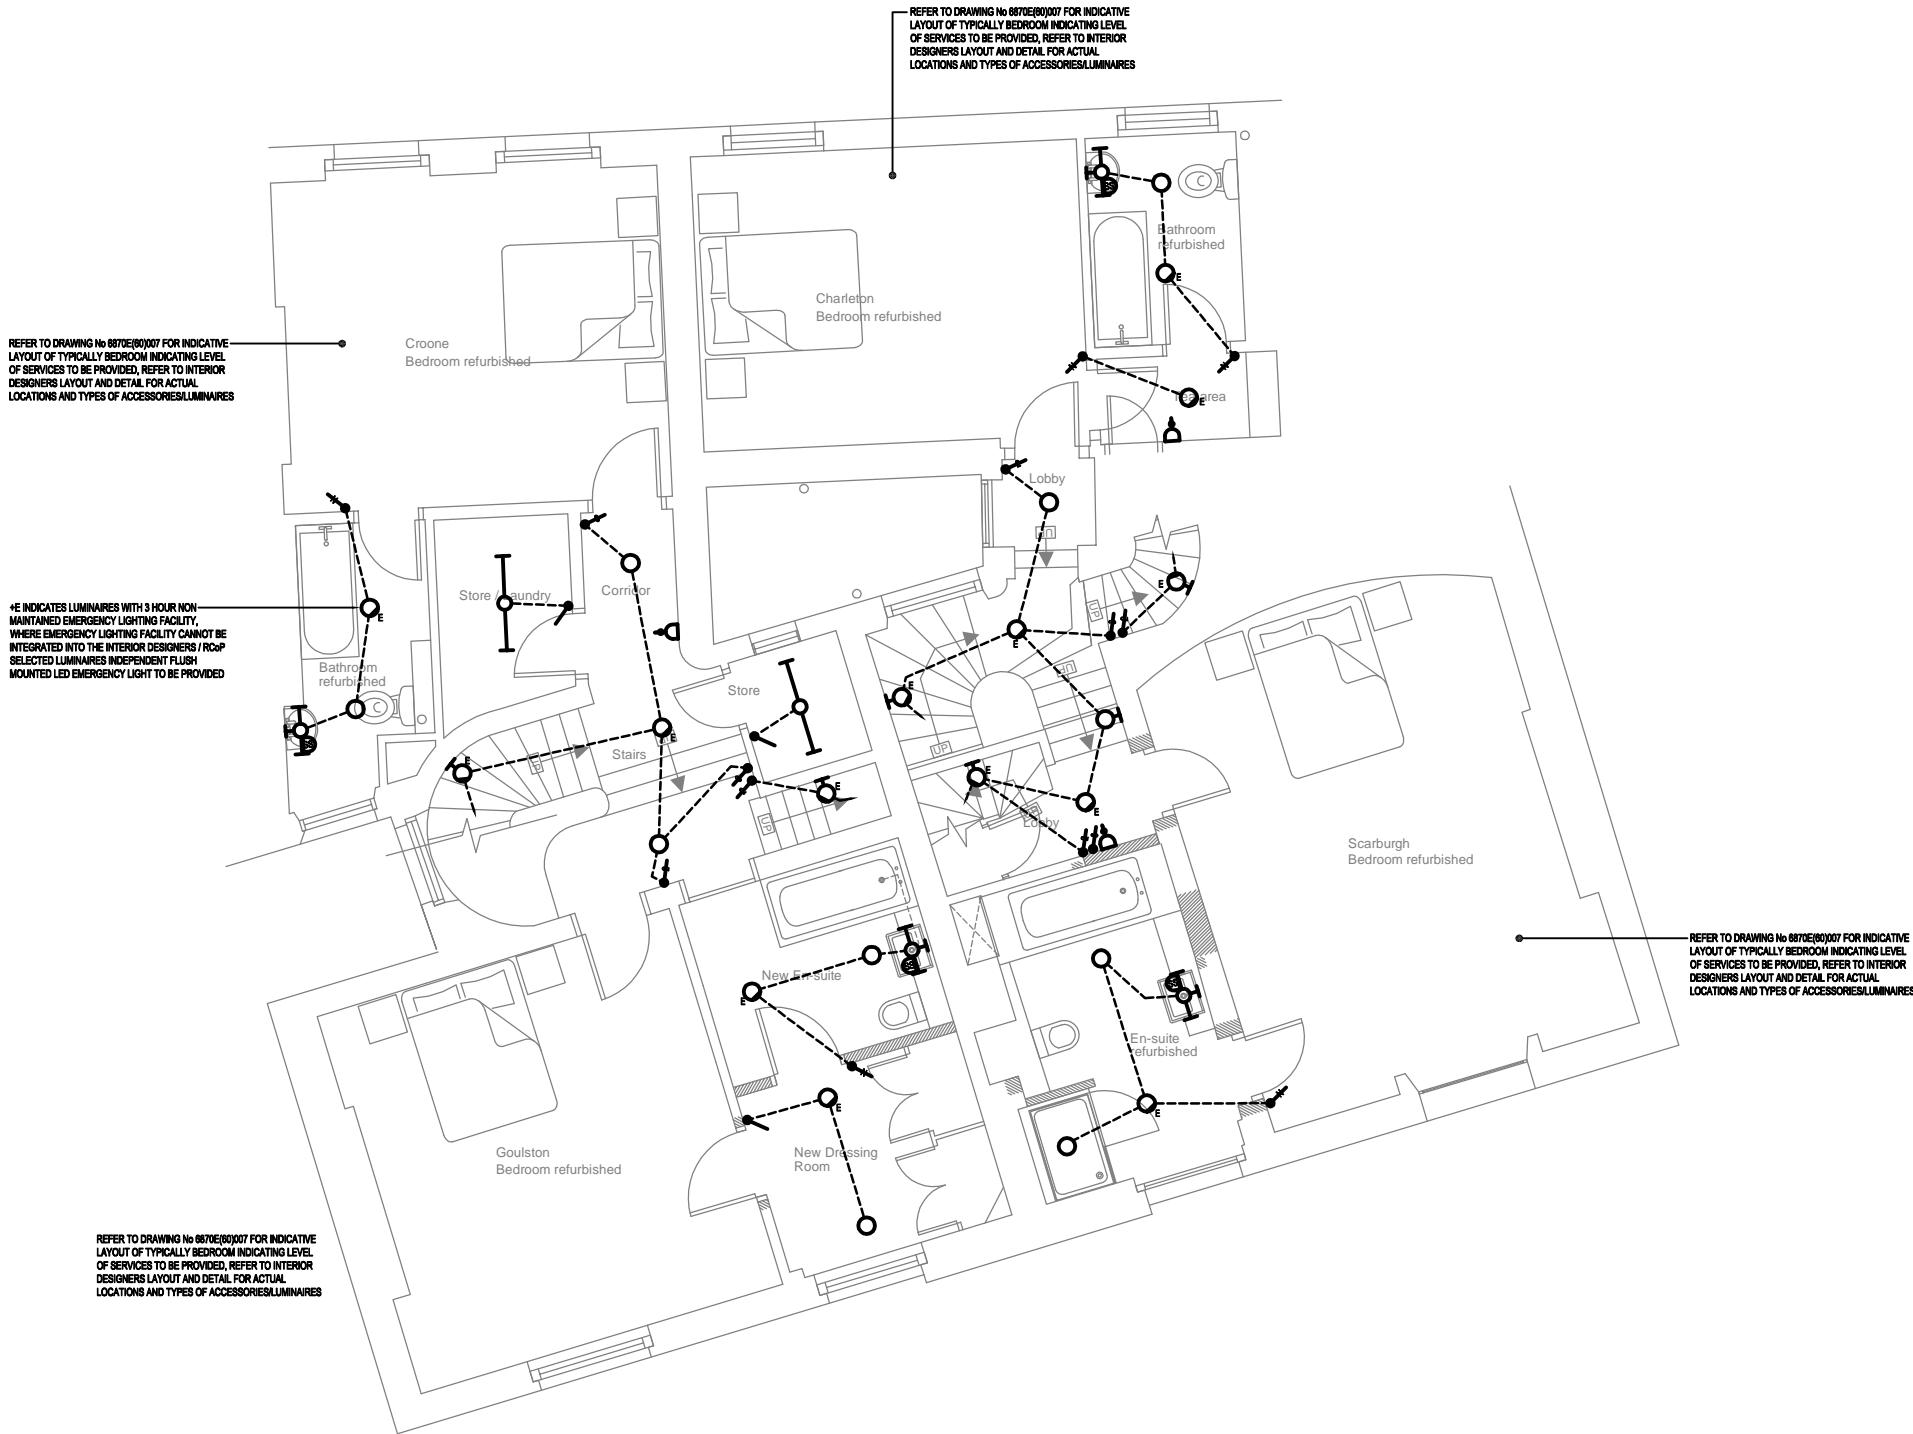 REFER TO DRAWING No 6870E(60)007 FOR INDICATIVE
LAYOUT OF TYPICALLY BEDROOM INDICATING LEVEL
OF SERVICES TO BE PROVIDED, REFER TO INTERIOR
DESIGNERS LAYOUT AND DETAIL FOR ACTUAL
LOCATIONS AND TYPES OF ACCESSORIES/LUMINAIRES
Bathroom
refurbished
E
Charleton
Bedroom refurbished
Croone
Bedroom refurbished
REFER TO DRAWING No 6870E(60)007 FOR INDICATIVE
LAYOUT OF TYPICALLY BEDROOM INDICATING LEVEL
OF SERVICES TO BE PROVIDED, REFER TO INTERIOR
DESIGNERS LAYOUT AND DETAIL FOR ACTUAL
LOCATIONS AND TYPES OF ACCESSORIES/LUMINAIRES
Tea area
E
Lobby
UP
Store / Laundry
Corridor
E
UP
+E INDICATES LUMINAIRES WITH 3 HOUR NON
MAINTAINED EMERGENCY LIGHTING FACILITY,
WHERE EMERGENCY LIGHTING FACILITY CANNOT BE
INTEGRATED INTO THE INTERIOR DESIGNERS / RCoP
SELECTED LUMINAIRES INDEPENDENT FLUSH
MOUNTED LED EMERGENCY LIGHT TO BE PROVIDED
E
E
Bathroom
refurbished
UP
Store
E
E
UP
Stairs
UP
E
UP
E
E
E
UP
Lobby
UP
Scarburgh
Bedroom refurbished
REFER TO DRAWING No 6870E(60)007 FOR INDICATIVE
LAYOUT OF TYPICALLY BEDROOM INDICATING LEVEL
OF SERVICES TO BE PROVIDED, REFER TO INTERIOR
DESIGNERS LAYOUT AND DETAIL FOR ACTUAL
LOCATIONS AND TYPES OF ACCESSORIES/LUMINAIRES
New En-suite
E
En-suite
refurbished
E
E
Goulston
Bedroom refurbished
New Dressing
Room
REFER TO DRAWING No 6870E(60)007 FOR INDICATIVE
LAYOUT OF TYPICALLY BEDROOM INDICATING LEVEL
OF SERVICES TO BE PROVIDED, REFER TO INTERIOR
DESIGNERS LAYOUT AND DETAIL FOR ACTUAL
LOCATIONS AND TYPES OF ACCESSORIES/LUMINAIRES